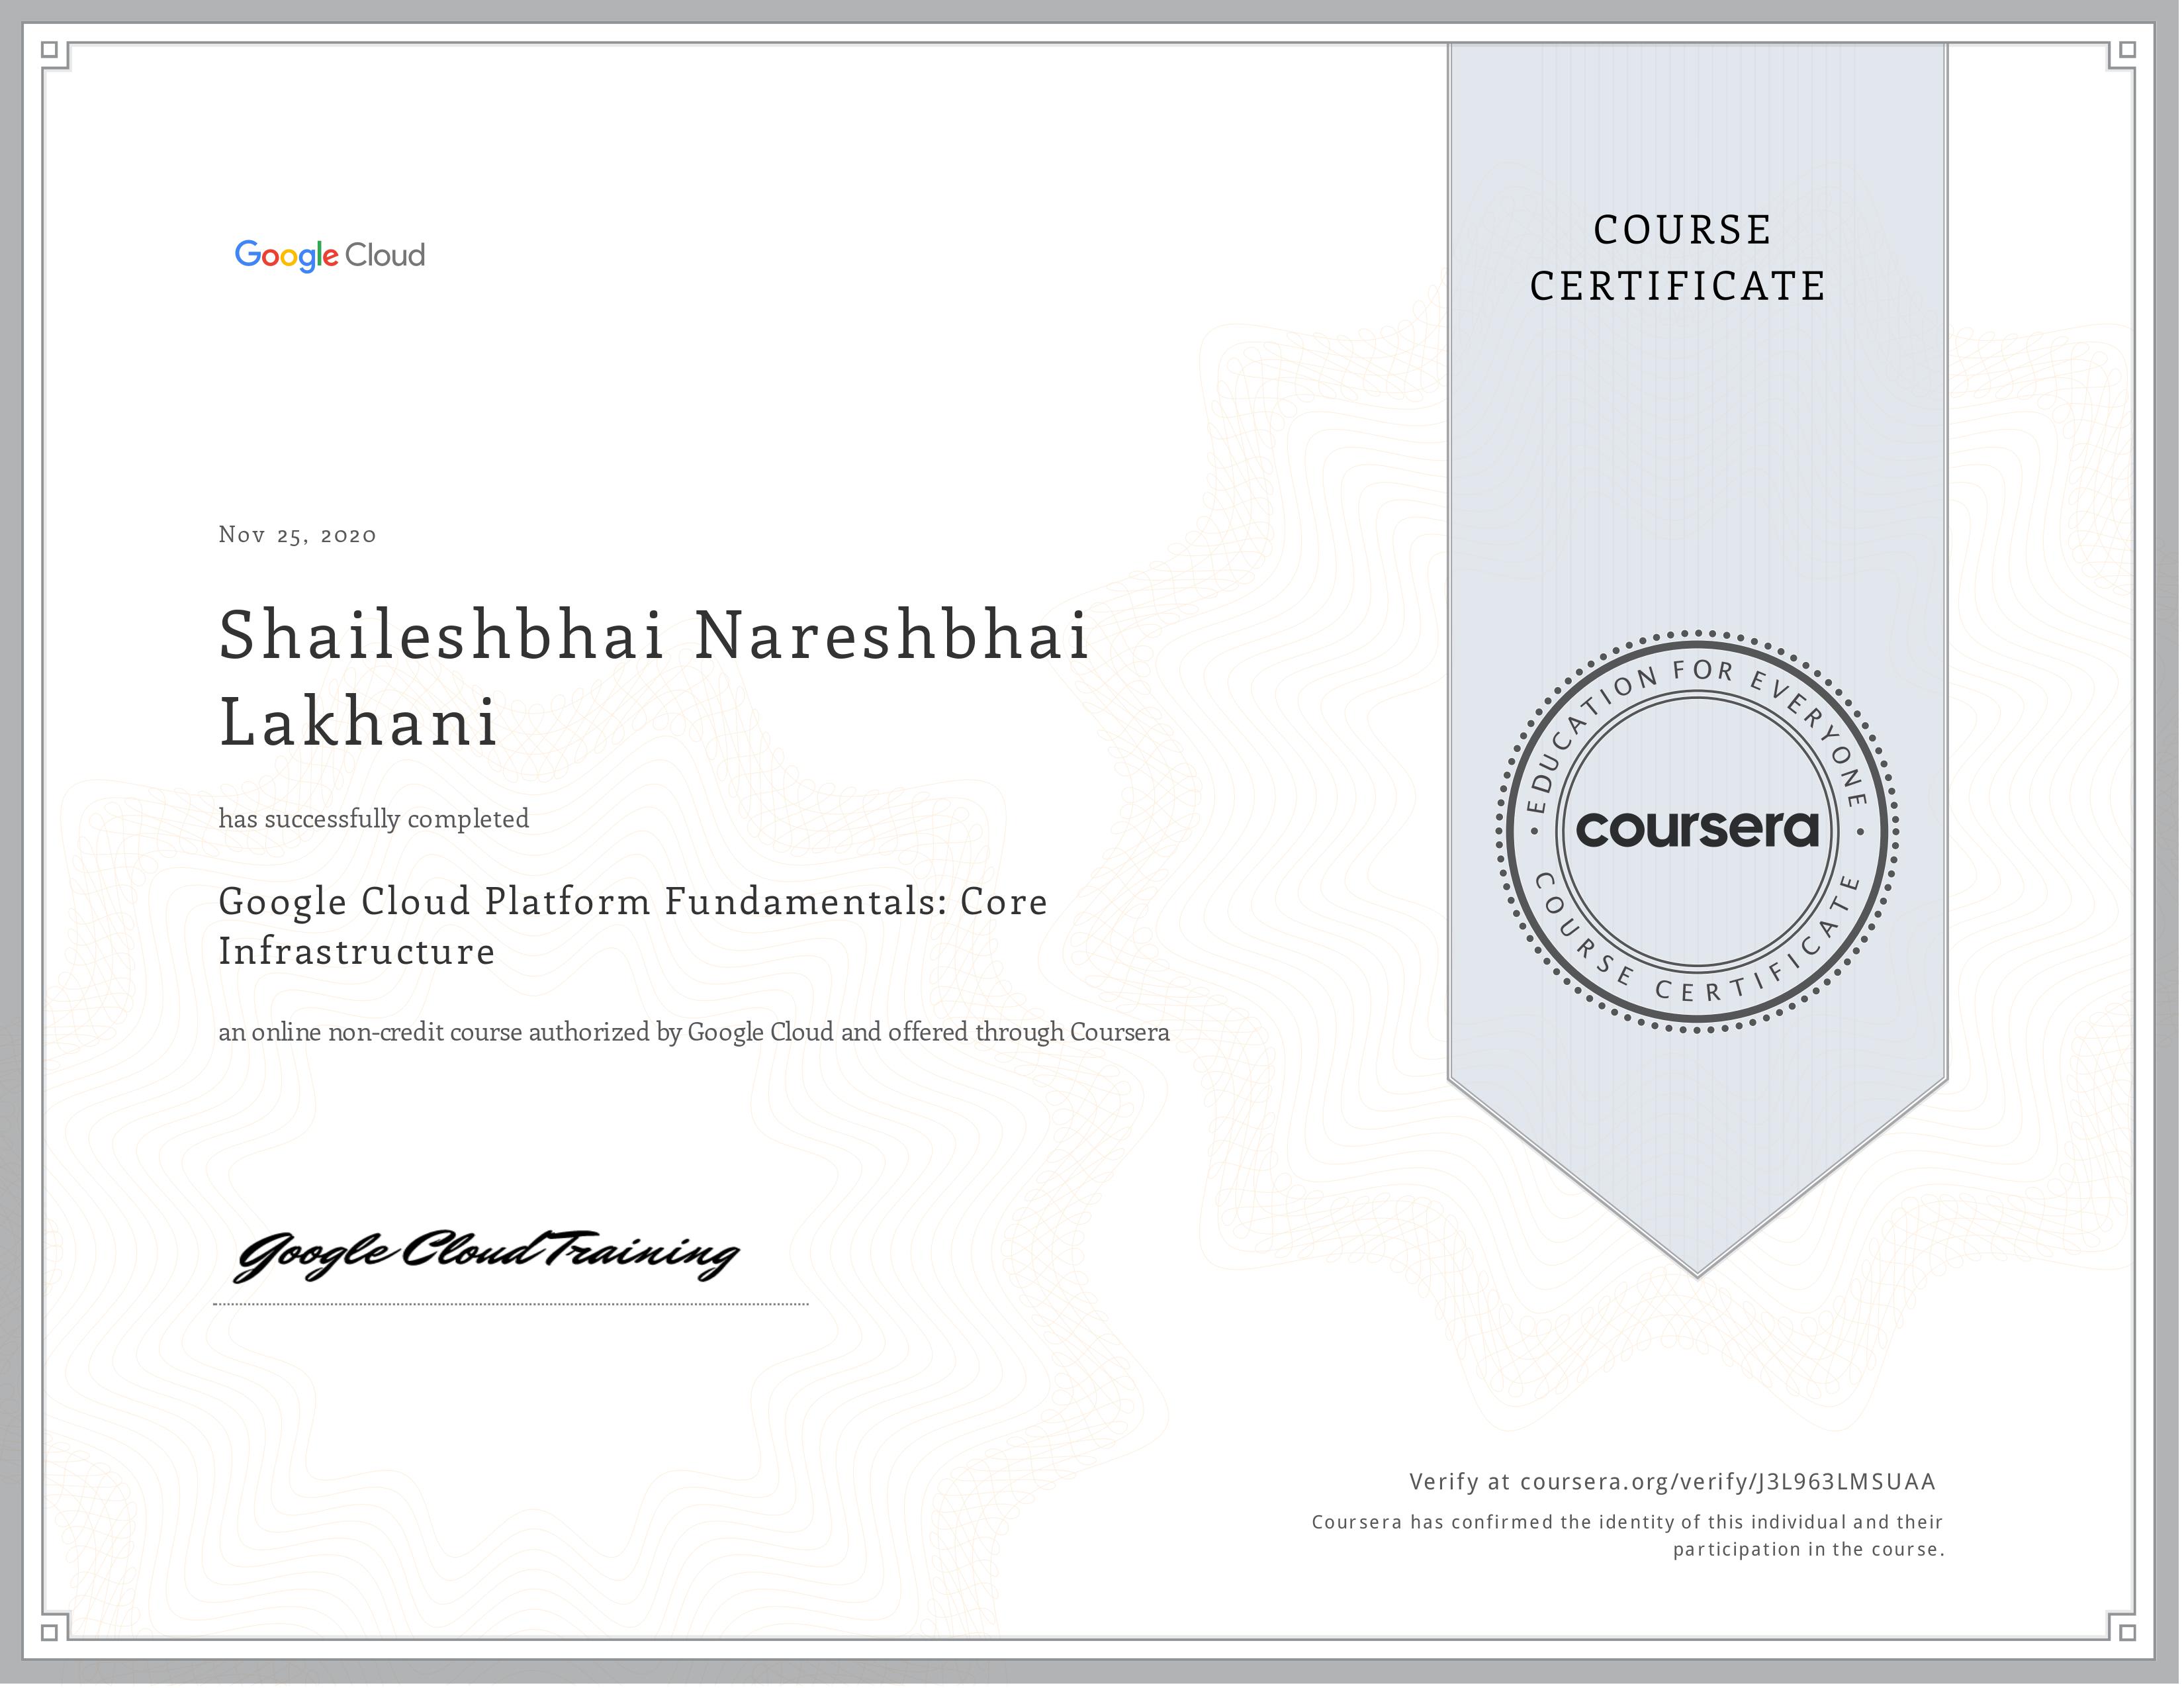 Google Cloud
COURSE
CERTIFICATE
Nov 25, 2020
Shaileshbhai Nareshbhai
Lakhani
has successfully completed
Google Cloud Platform Fundamentals: Core
Infrastructure
an online non-credit course authorized by Google Cloud and offered through Coursera
EDUCATION FOR EVERYONE
coursera
COURSE CERTIFICATE
Google Cloud Training
Verify at coursera.org/verify/J3L963LMSUAA
Coursera has confirmed the identity of this individual and their
participation in the course.